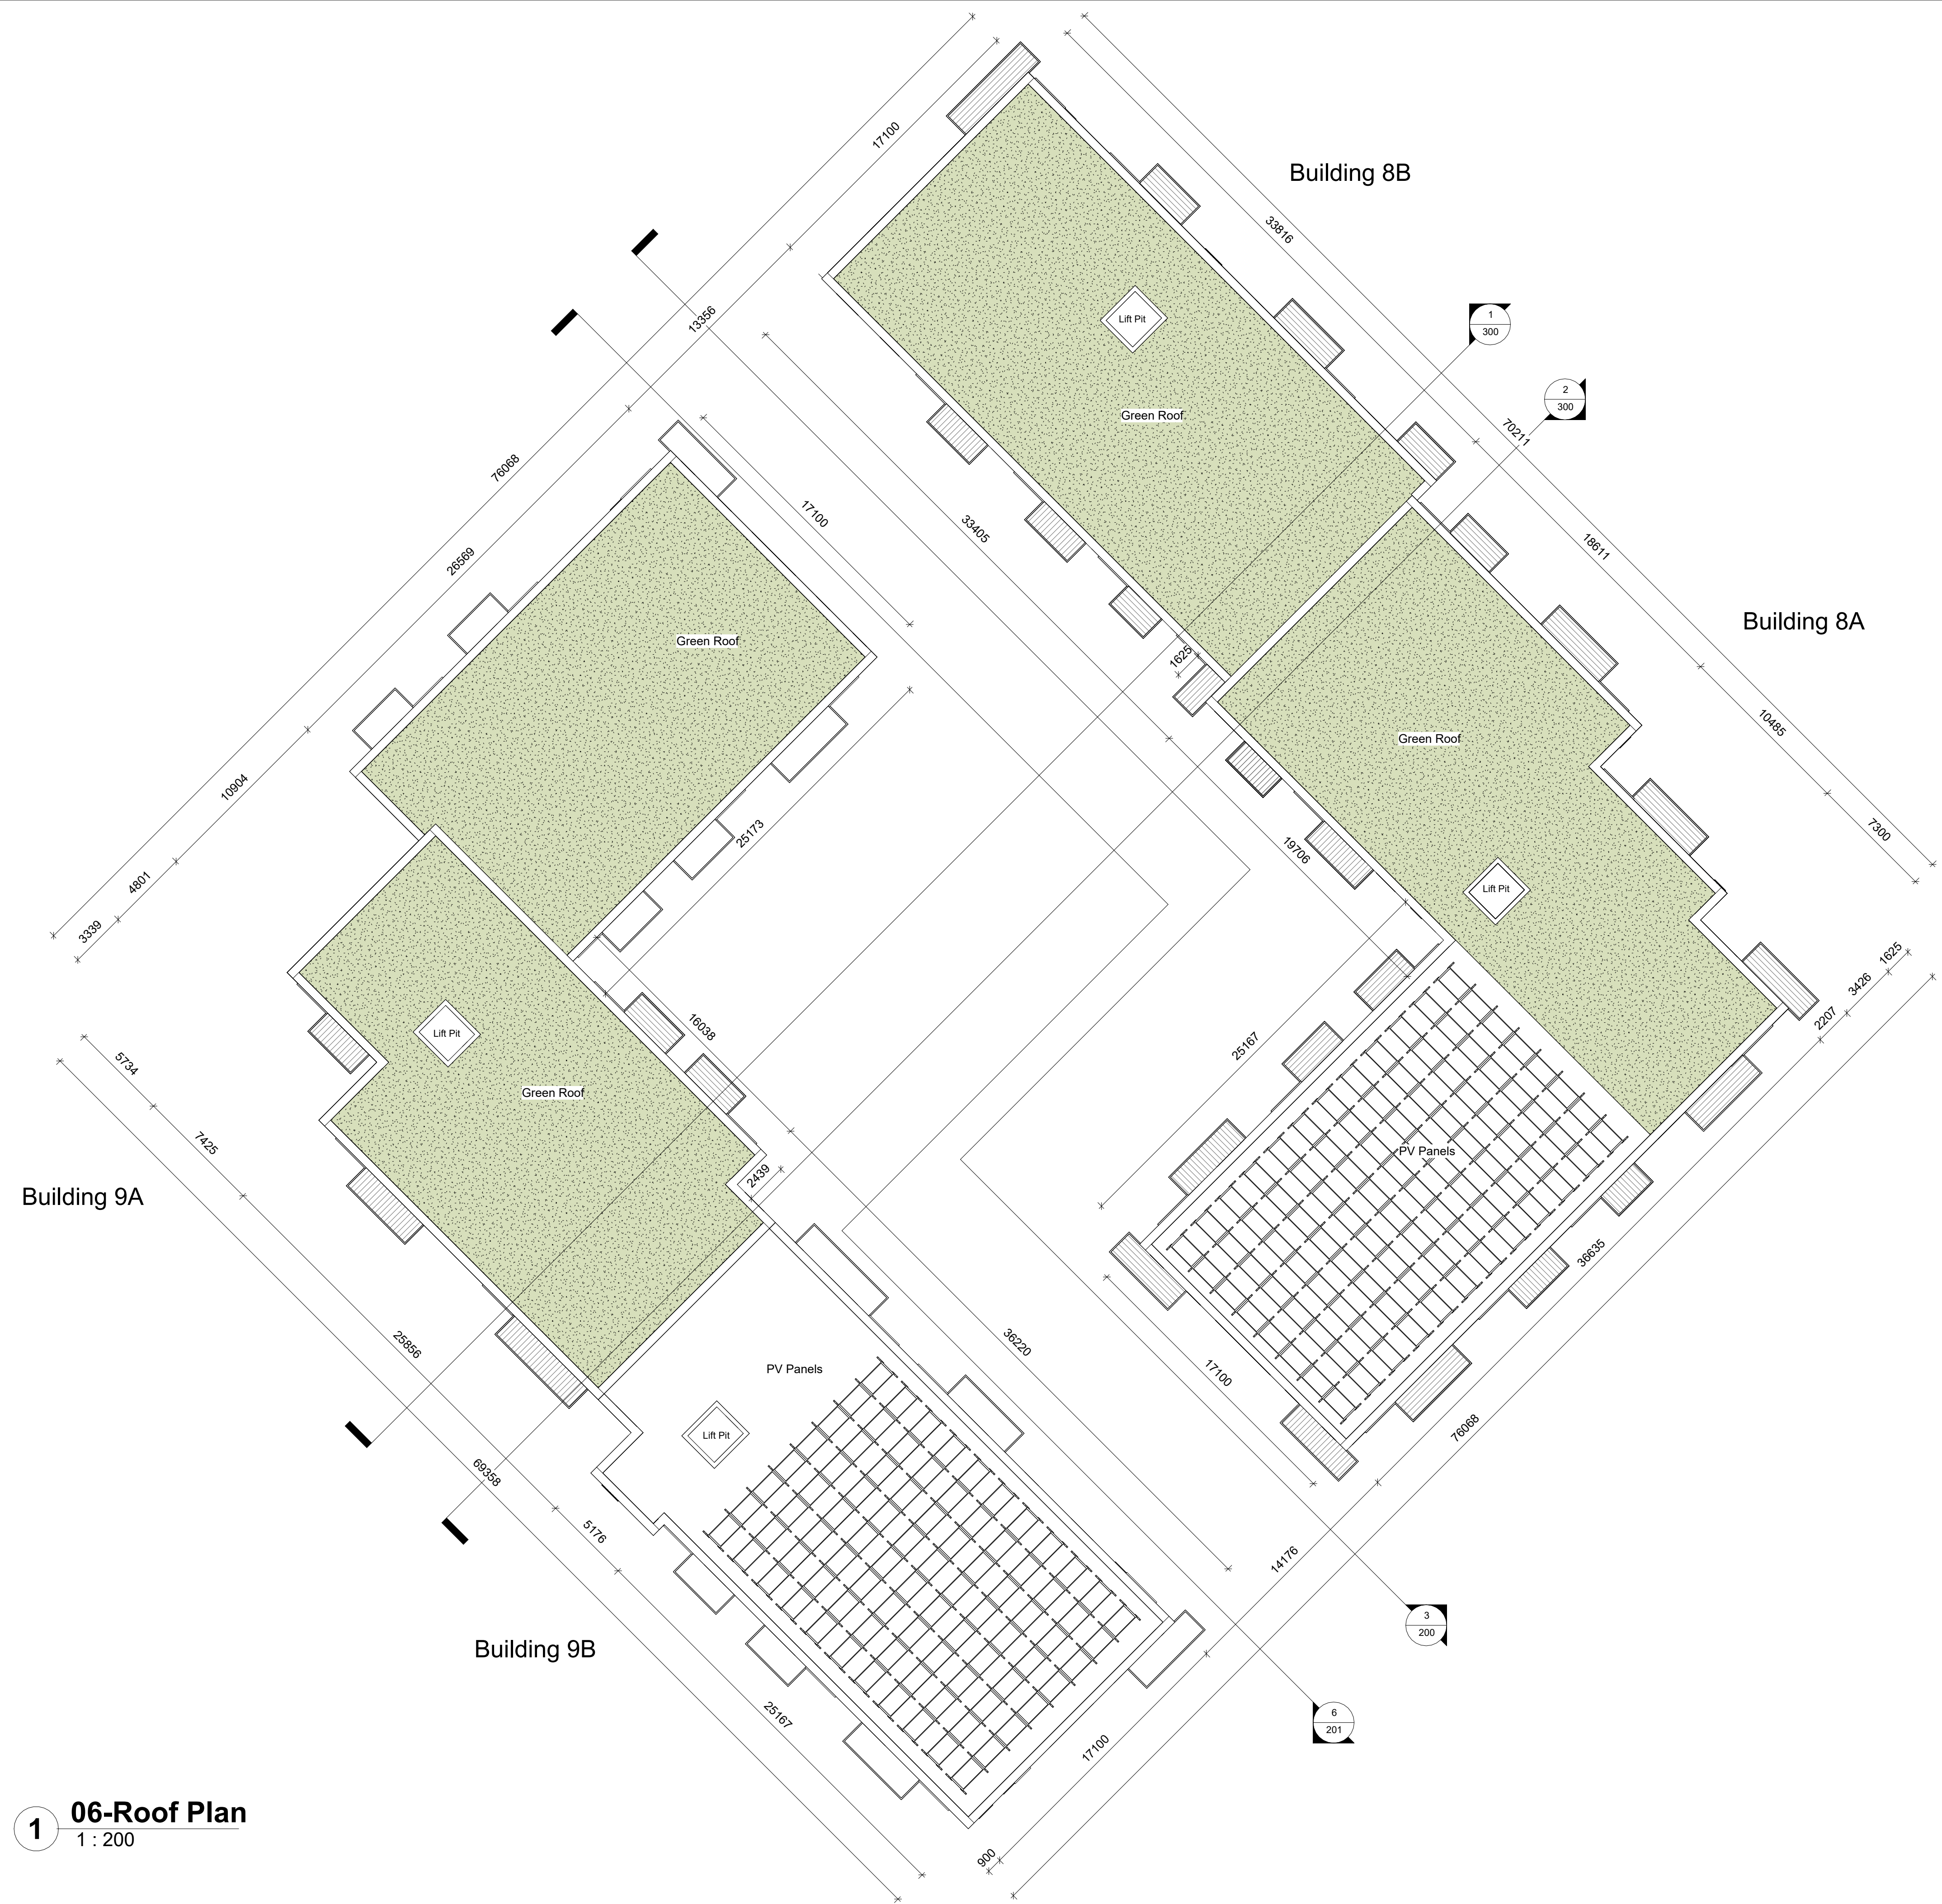 17100
Building 8B
33816
1
300
13356
2
300
Lift Pit
Green Roof
70211
76068
17100
33405
18611
26569
Building 8A
Green Roof
1625
10485
Green Roof
10904
25173
19706
7300
4801
Lift Pit
3339
1625
3426
2207
16038
Lift Pit
5734
25167
Green Roof
7425
PV Panels
2439
Building 9A
36635
25856
36220
PV Panels
17100
76068
Lift Pit
69358
5176
14176
3
200
Building 9B
25167
6
201
17100
900
1
06-Roof Plan
1 : 200